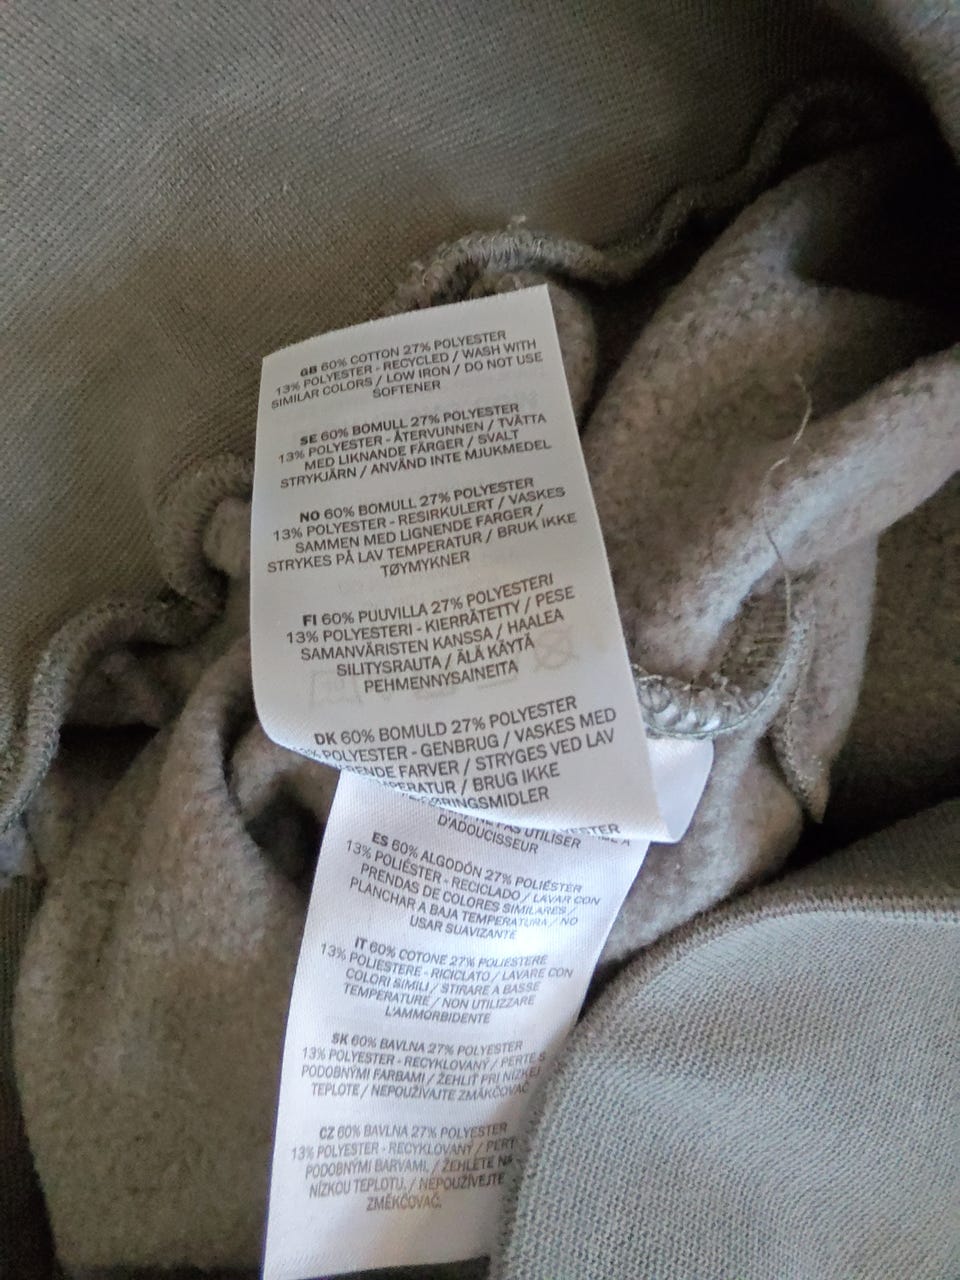 GB 60% COTTON 27% POLYESTER
13% POLYESTER - RECYCLED / WASH WITH
SIMILAR COLORS / LOW IRON / DO NOT USE
SOFTENER
SE 60% BOMULL 27% POLYESTER
13% POLYESTER - ÅTERVUNNEN / TVÄTTA
MED LIKNANDE FÄRGER / SVALT
STRYKJÄRN / ANVÄND INTE MJUKMEDEL
NO 60% BOMULL 27% POLYESTER
13% POLYESTER - RESIRKULERT / VASKES
SAMMEN MED LIGNENDE FARGER /
STRYKES PÅ LAV TEMPERATUR / BRUK IKKE
TØYMYKNER
FI 60% PUUVILLA 27% POLYESTERI
13% POLYESTERI - KIERRÄTETTY / PESE
SAMANVÄRISTEN KANSSA / HAALEA
SILITYSRAUTA / ÄLÄ KÄYTÄ
PEHMENNYSAINEITA
DK 60% BOMULD 27% POLYESTER
POLYESTER - GENBRUG / VASKES MED
FARVER / STRYGES VED LAV
/ BRUG IKKE
PAS UTILISER
D'ADOUCISSEUR
ES 60% ALGODÓN 27% POLIÉSTER
13% POLIÉSTER - RECICLADO / LAVAR CON
PRENDAS DE COLORES SIMILARES /
PLANCHAR A BAJA TEMPERATURA / NO
USAR SUAVIZANTE
IT 60% COTONE 27% POLIESTERE
13% POLIESTERE - RICICLATO / LAVARE CON
COLORI SIMILI / STIRARE A BASSE
TEMPERATURE / NON UTILIZZARE
L'AMMORBIDENTE
SK 60% BAVLNA 27% POLYESTER
13% POLYESTER - RECYKLOVANÝ / PERTE S
PODOBNÝMI FARBAMI / ŽEHLIŤ PRI NÍZKEJ
TEPLOTE / NEPOUŽÍVAJTE ZMÄKČOVAČ
CZ 60% BAVLNA 27% POLYESTER
13% POLYESTER - RECYKLOVANÝ /
PODOBNÝMI BARVAMI, / ŽEHLETE NA
NÍZKOU TEPLOTU, / NEPOUŽÍVEJTE
ZMĚKČOVAČ.